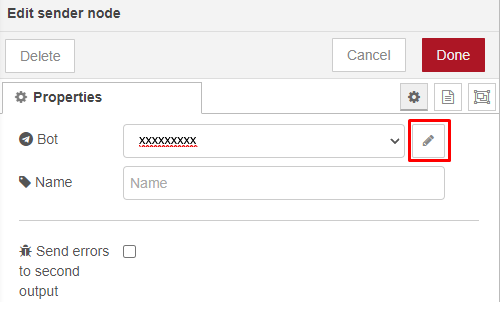 Edit sender node
Delete
Cancel
Done
Properties
Bot
xxxxxxxxx
Name
Name
Send errors
to second
output